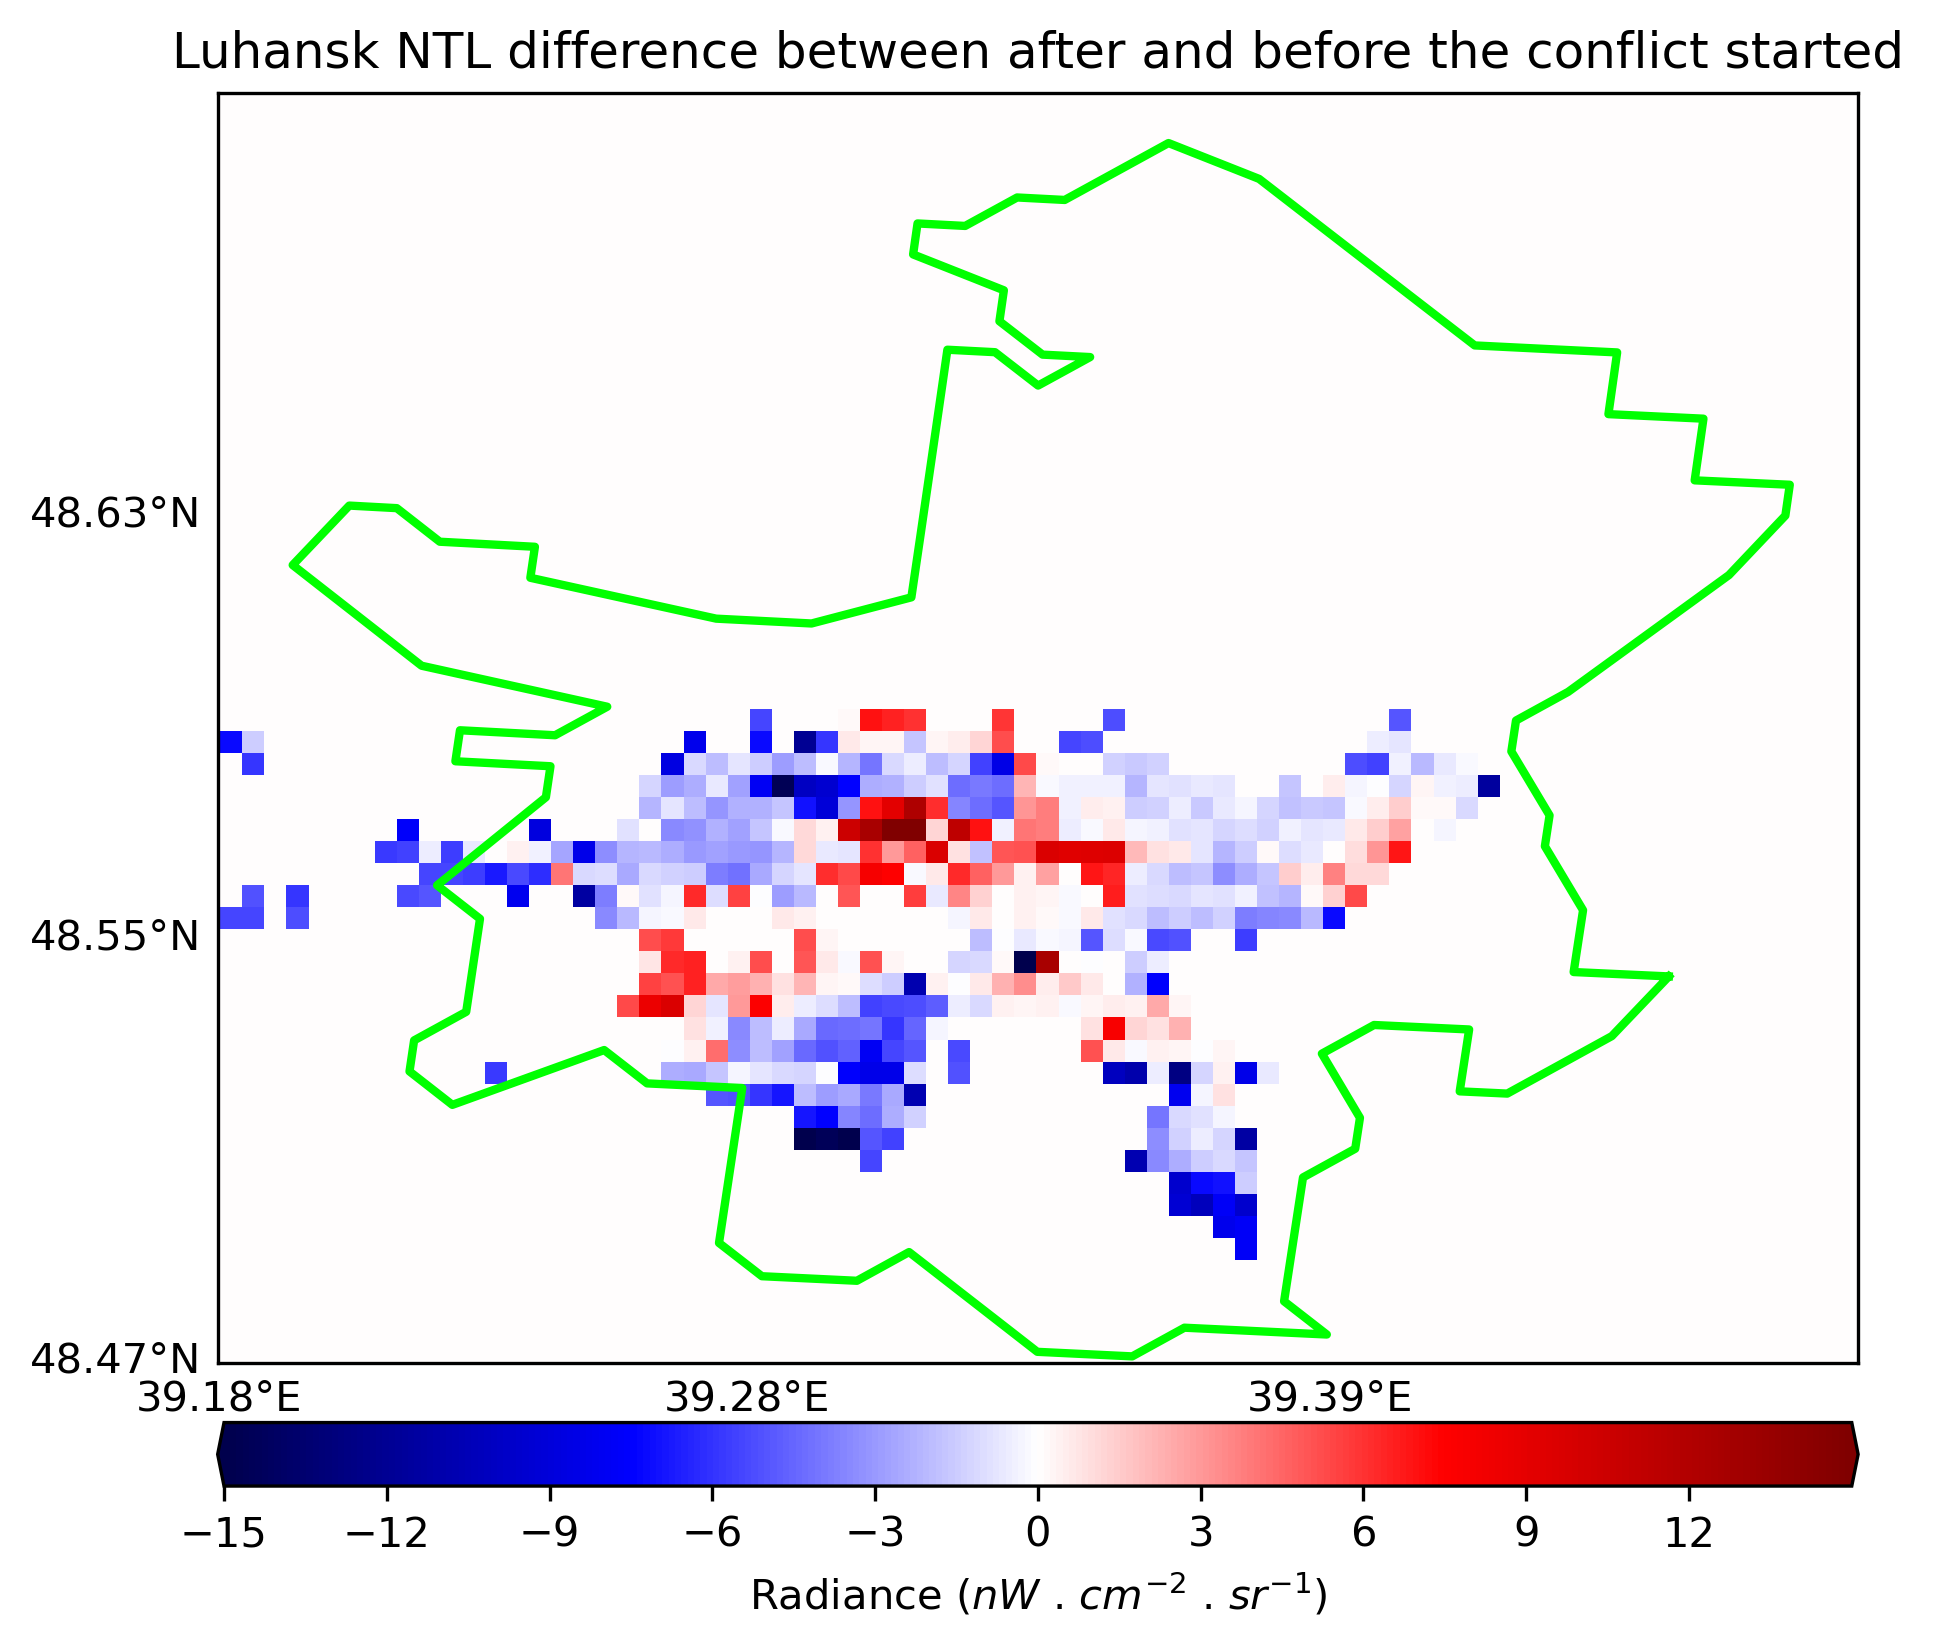 Luhansk NTL difference between after and before the conflict started
48.63°N
48.55°N
48.47°N
39.18°E 39.28°E 39.39°E
−15 −12 −9 −6 −3 0 3 6 9 12
Radiance (nW . cm⁻² . sr⁻¹)